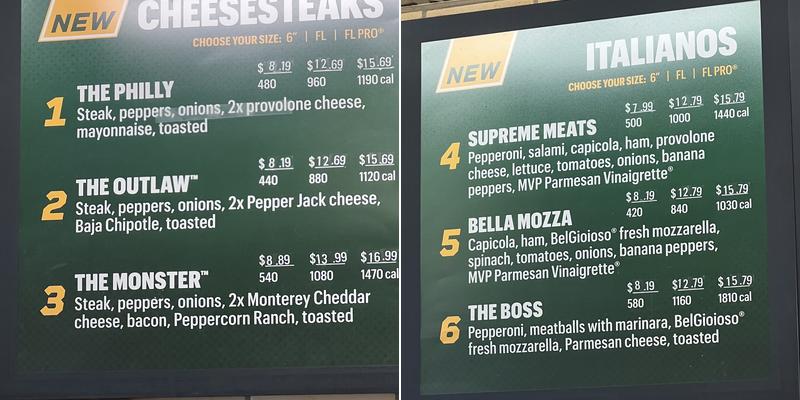 NEW
CHEESESTEAKS
CHOOSE YOUR SIZE: 6" | FL | FL PRO®
$8.19 $12.69 $15.69
480 960 1190 cal
1 THE PHILLY
Steak, peppers, onions, 2x provolone cheese,
mayonnaise, toasted
$8.19 $12.69 $15.69
440 880 1120 cal
2 THE OUTLAW™
Steak, peppers, onions, 2x Pepper Jack cheese,
Baja Chipotle, toasted
$8.89 $13.99 $16.99
540 1080 1470 cal
3 THE MONSTER™
Steak, peppers, onions, 2x Monterey Cheddar
cheese, bacon, Peppercorn Ranch, toasted
NEW
ITALIANOS
CHOOSE YOUR SIZE: 6" | FL | FL PRO®
$7.99 $12.79 $15.79
500 1000 1440 cal
4 SUPREME MEATS
Pepperoni, salami, capicola, ham, provolone
cheese, lettuce, tomatoes, onions, banana
peppers, MVP Parmesan Vinaigrette®
$8.19 $12.79 $15.79
420 840 1030 cal
5 BELLA MOZZA
Capicola, ham, BelGioioso® fresh mozzarella,
spinach, tomatoes, onions, banana peppers,
MVP Parmesan Vinaigrette®
$8.19 $12.79 $15.79
580 1160 1810 cal
6 THE BOSS
Pepperoni, meatballs with marinara, BelGioioso®
fresh mozzarella, Parmesan cheese, toasted